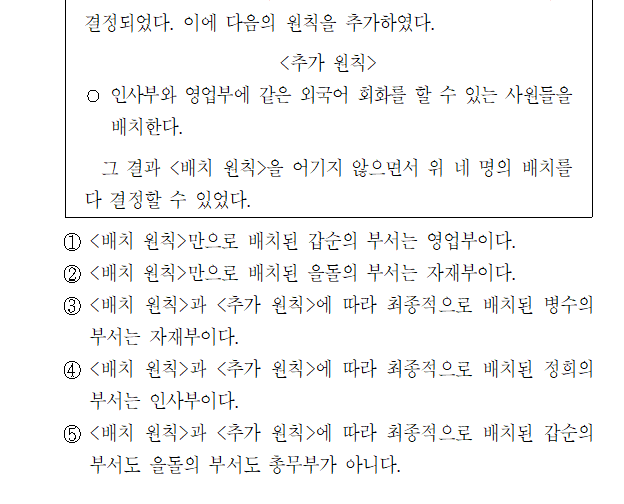 결정되었다. 이에 다음의 원칙을 추가하였다.
<추가 원칙>
○ 인사부와 영업부에 같은 외국어 회화를 할 수 있는 사원들을
배치한다.
그 결과 <배치 원칙>을 어기지 않으면서 위 네 명의 배치를
다 결정할 수 있었다.
① <배치 원칙>만으로 배치된 갑순의 부서는 영업부이다.
② <배치 원칙>만으로 배치된 을돌의 부서는 자재부이다.
③ <배치 원칙>과 <추가 원칙>에 따라 최종적으로 배치된 병수의
부서는 자재부이다.
④ <배치 원칙>과 <추가 원칙>에 따라 최종적으로 배치된 정희의
부서는 인사부이다.
⑤ <배치 원칙>과 <추가 원칙>에 따라 최종적으로 배치된 갑순의
부서도 을돌의 부서도 총무부가 아니다.